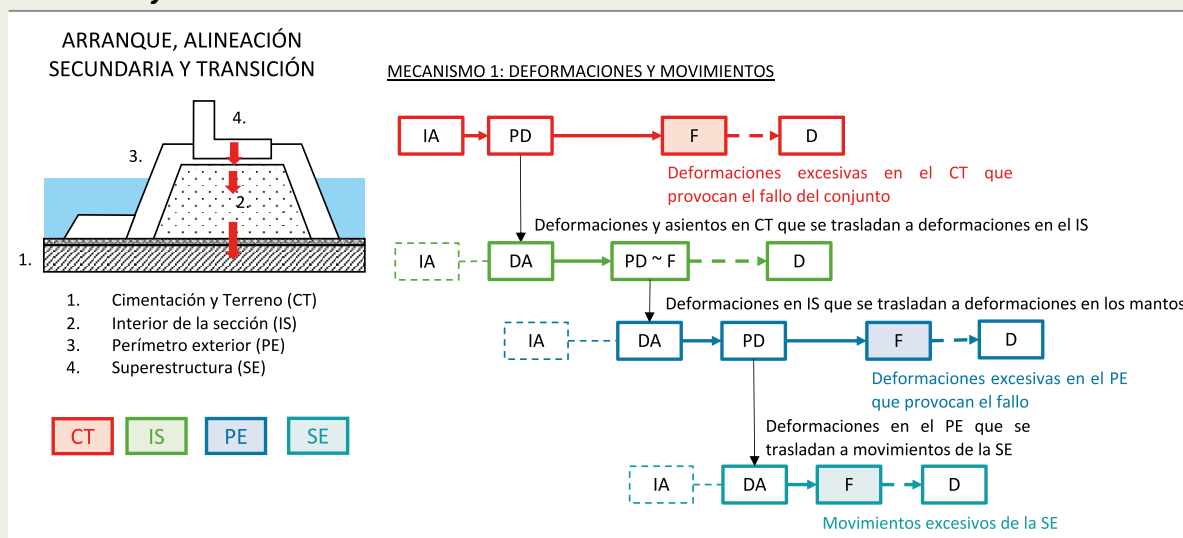 ARRANQUE, ALINEACIÓN
SECUNDARIA Y TRANSICIÓN
4.
3.
2.
1.
1. Cimentación y Terreno (CT)
2. Interior de la sección (IS)
3. Perímetro exterior (PE)
4. Superestructura (SE)
CT IS PE SE
MECANISMO 1: DEFORMACIONES Y MOVIMIENTOS
IA PD F D
Deformaciones excesivas en el CT que
provocan el fallo del conjunto
Deformaciones y asientos en CT que se trasladan a deformaciones en el IS
IA DA PD ~ F D
Deformaciones en IS que se trasladan a deformaciones en los mantos
IA DA PD F D
Deformaciones excesivas en el PE
que provocan el fallo
Deformaciones en el PE que se
trasladan a movimientos de la SE
IA DA F D
Movimientos excesivos de la SE